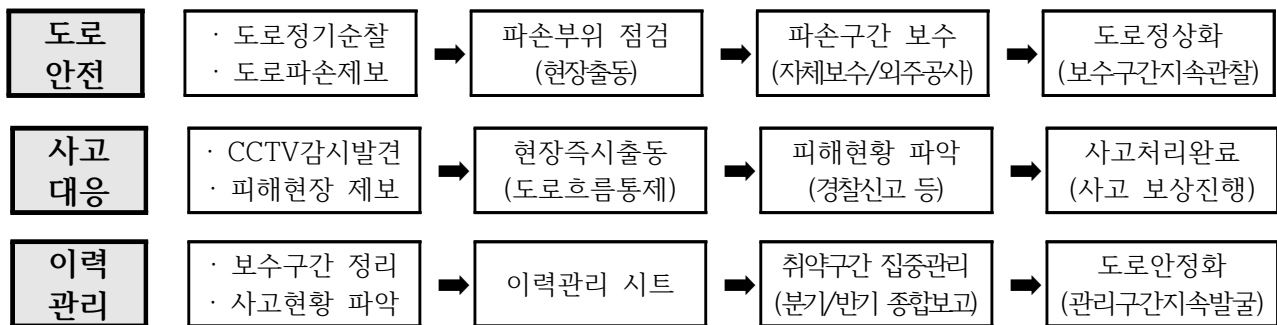 도로
안전
· 도로정기순찰
· 도로파손제보
파손부위 점검
(현장출동)
파손구간 보수
(자체보수/외주공사)
도로정상화
(보수구간지속관찰)
사고
대응
· CCTV감시발견
· 피해현장 제보
현장즉시출동
(도로흐름통제)
피해현황 파악
(경찰신고 등)
사고처리완료
(사고 보상진행)
이력
관리
· 보수구간 정리
· 사고현황 파악
이력관리 시트
취약구간 집중관리
(분기/반기 종합보고)
도로안정화
(관리구간지속발굴)